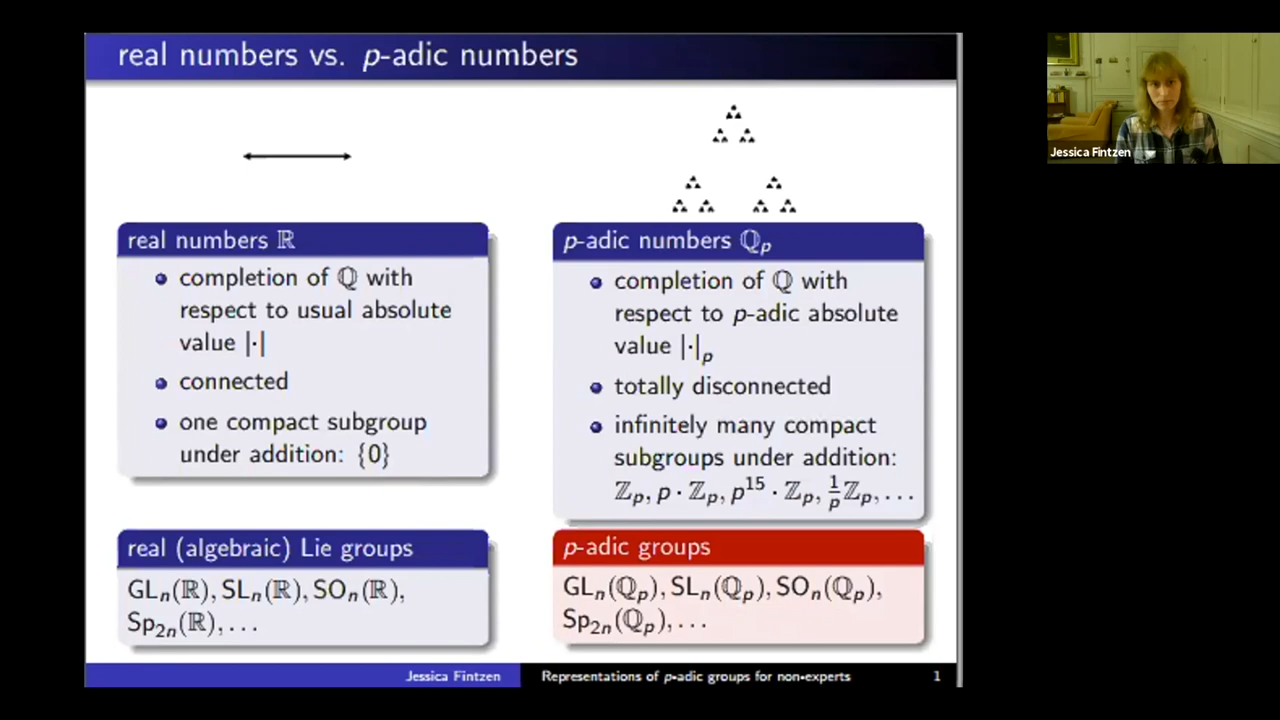 real numbers vs. p-adic numbers
Jessica Fintzen
real numbers ℝ
completion of ℚ with
respect to usual absolute
value |·|
connected
one compact subgroup
under addition: {0}
p-adic numbers ℚₚ
completion of ℚ with
respect to p-adic absolute
value |·|ₚ
totally disconnected
infinitely many compact
subgroups under addition:
ℤₚ, p · ℤₚ, p¹⁵ · ℤₚ, 1/p ℤₚ, ...
real (algebraic) Lie groups
GLₙ(ℝ), SLₙ(ℝ), SOₙ(ℝ),
Sp₂ₙ(ℝ), ...
p-adic groups
GLₙ(ℚₚ), SLₙ(ℚₚ), SOₙ(ℚₚ),
Sp₂ₙ(ℚₚ), ...
Jessica Fintzen
Representations of p-adic groups for non-experts
1